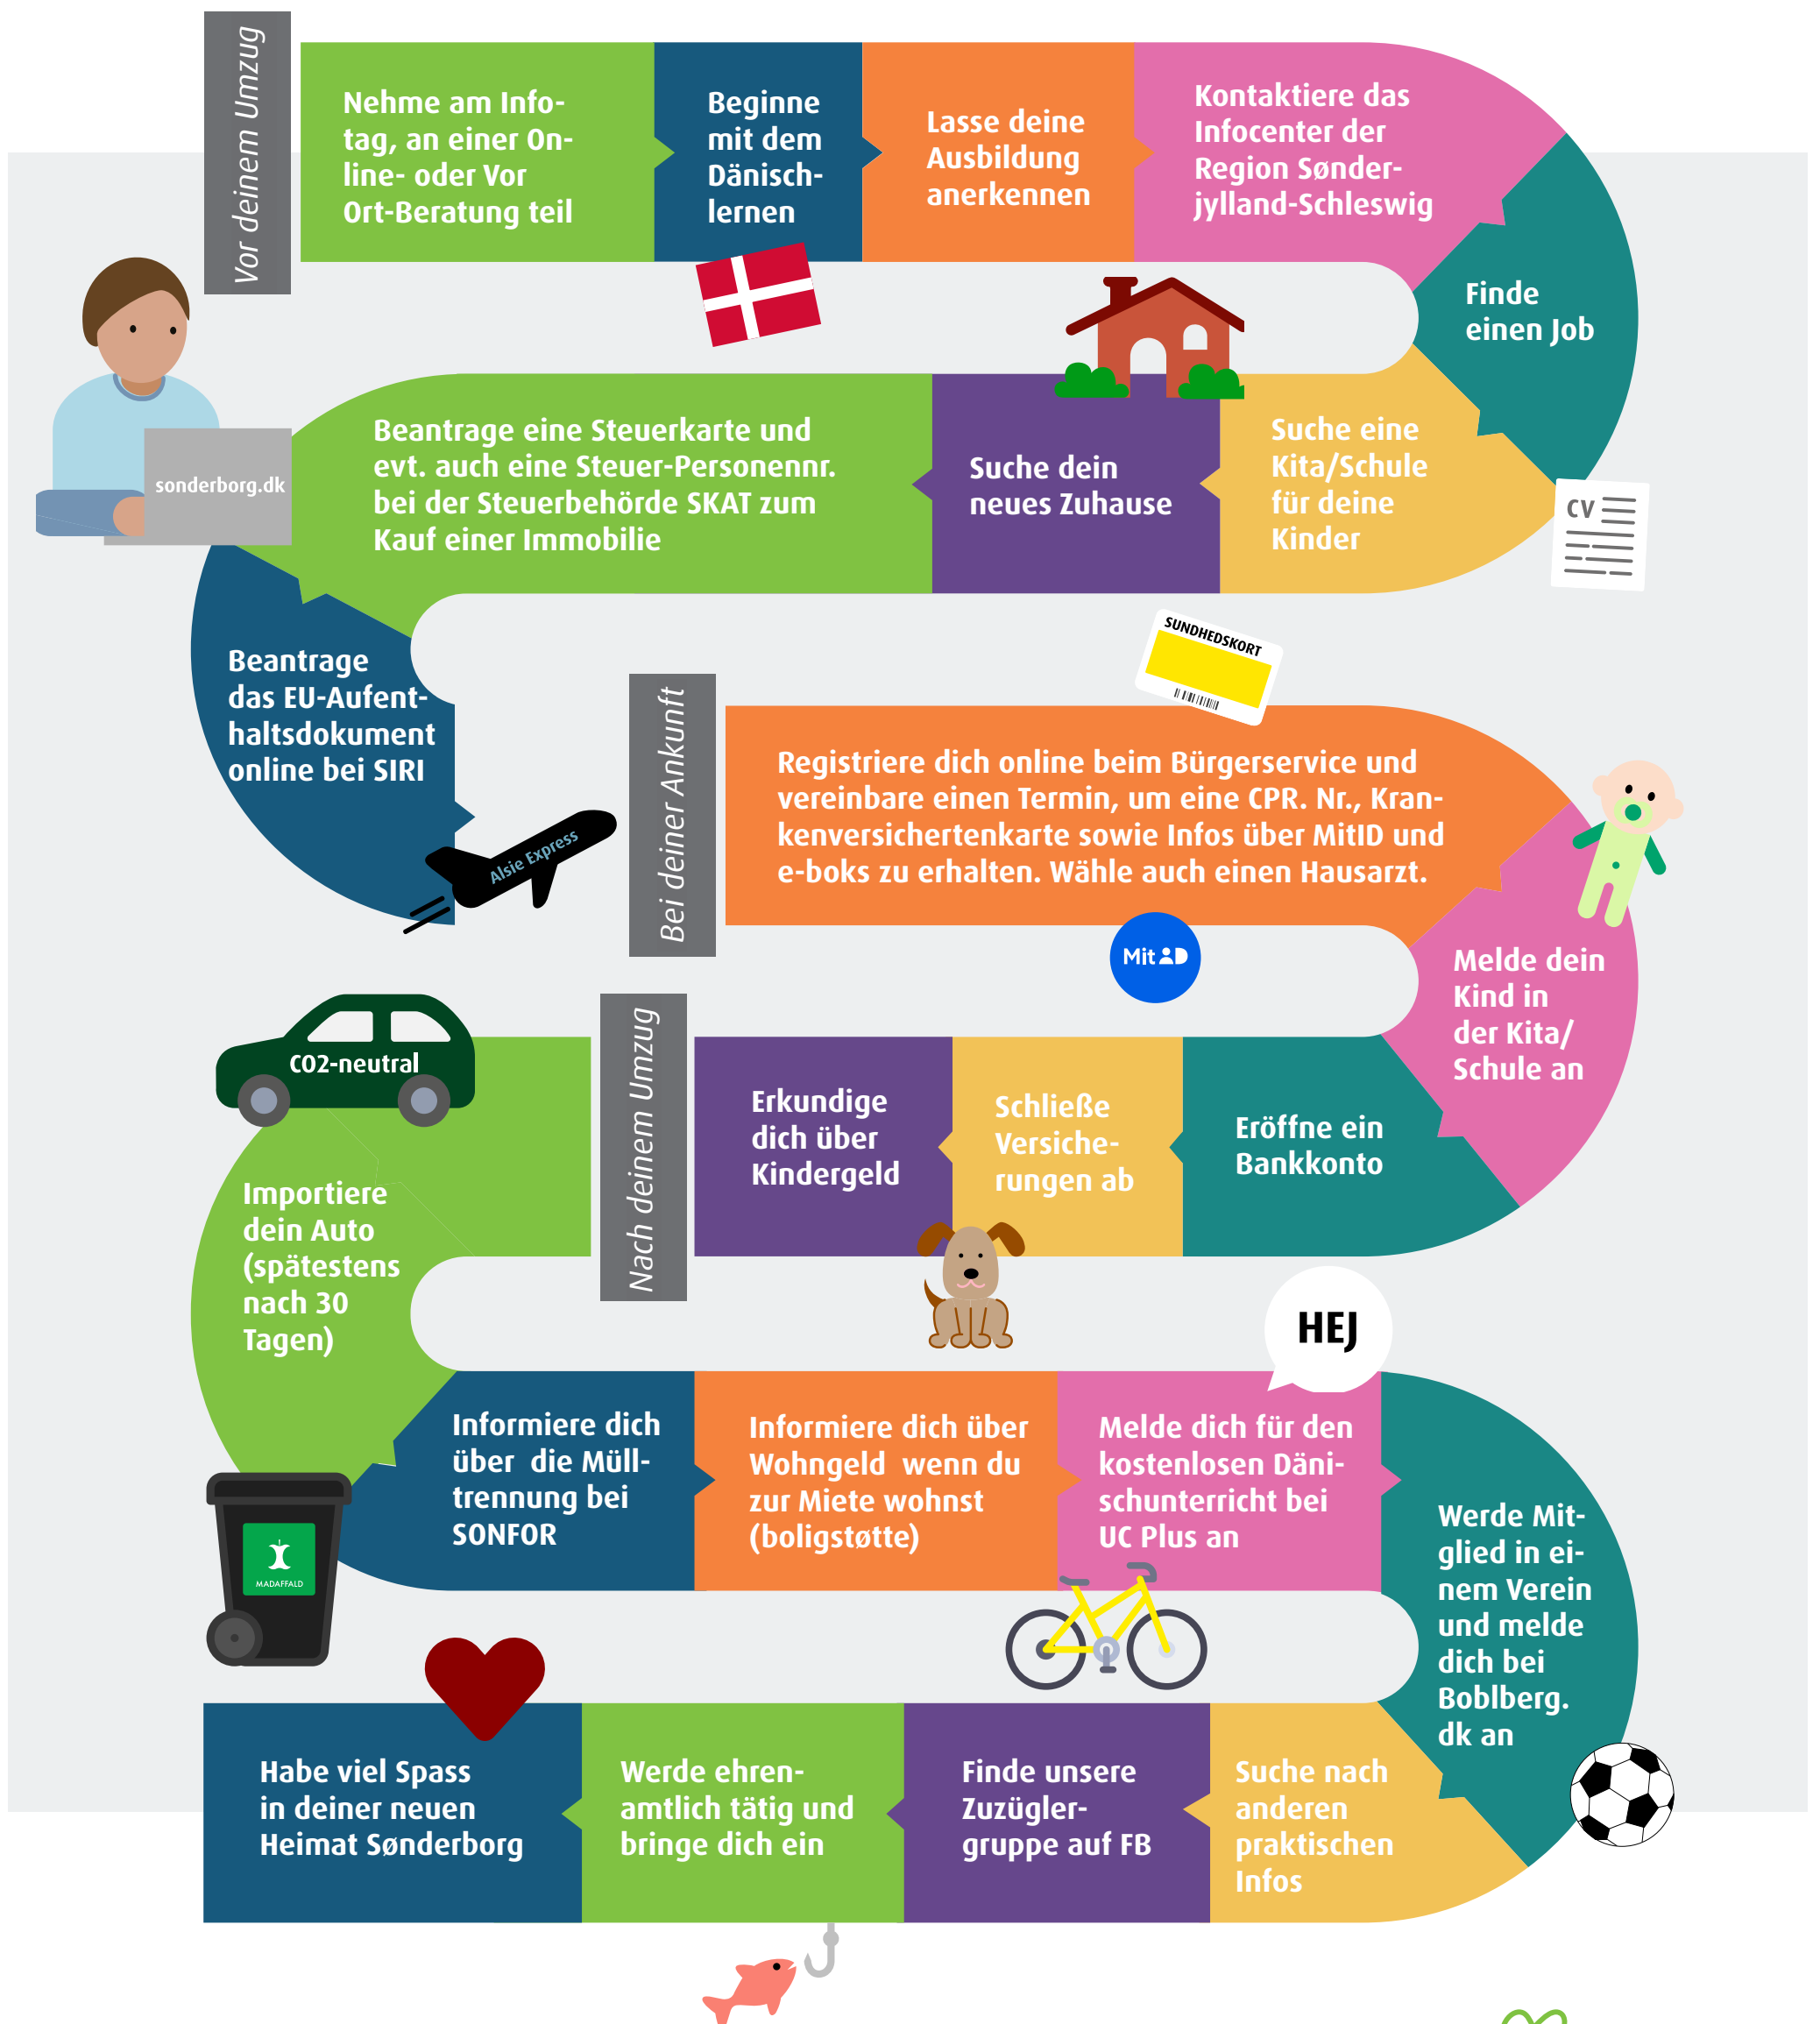 Vor deinem Umzug
Nehme am Info-
tag, an einer On-
line- oder Vor
Ort-Beratung teil
Beginne
mit dem
Dänisch-
lernen
Lasse deine
Ausbildung
anerkennen
Kontaktiere das
Infocenter der
Region Sønder-
jylland-Schleswig
Finde
einen Job
CV
Suche eine
Kita/Schule
für deine
Kinder
Suche dein
neues Zuhause
Beantrage eine Steuerkarte und
evt. auch eine Steuer-Personennr.
bei der Steuerbehörde SKAT zum
Kauf einer Immobilie
sonderborg.dk
Beantrage
das EU-Aufent-
haltsdokument
online bei SIRI
Alsie Express
Bei deiner Ankunft
SUNDHEDSKORT
Registriere dich online beim Bürgerservice und
vereinbare einen Termin, um eine CPR. Nr., Kran-
kenversichertenkarte sowie Infos über MitID und
e-boks zu erhalten. Wähle auch einen Hausarzt.
Mit ID
Melde dein
Kind in
der Kita/
Schule an
Eröffne ein
Bankkonto
Schließe
Versiche-
rungen ab
Erkundige
dich über
Kindergeld
Nach deinem Umzug
CO2-neutral
Importiere
dein Auto
(spätestens
nach 30
Tagen)
MADAFFALD
Informiere dich
über  die Müll-
trennung bei
SONFOR
Informiere dich über
Wohngeld  wenn du
zur Miete wohnst
(boligstøtte)
HEJ
Melde dich für den
kostenlosen Däni-
schunterricht bei
UC Plus an
Werde Mit-
glied in ei-
nem Verein
und melde
dich bei
Boblberg.
dk an
Suche nach
anderen
praktischen
Infos
Finde unsere
Zuzügler-
gruppe auf FB
Werde ehren-
amtlich tätig und
bringe dich ein
Habe viel Spass
in deiner neuen
Heimat Sønderborg